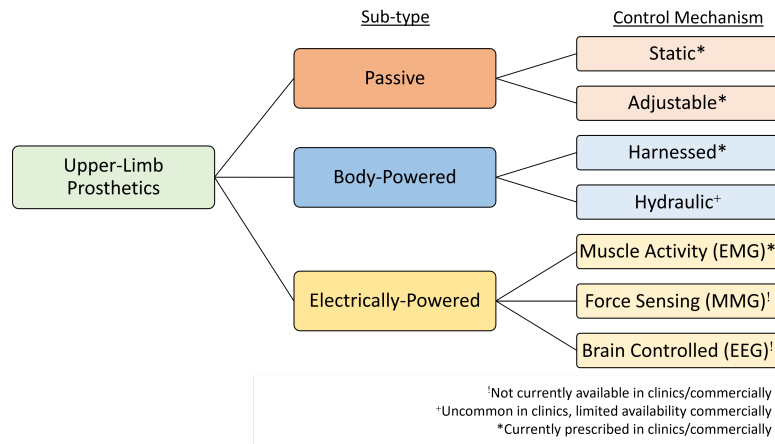 Sub-type
Control Mechanism
Upper-Limb
Prosthetics
Passive
Static*
Adjustable*
Body-Powered
Harnessed*
Hydraulic⁺
Electrically-Powered
Muscle Activity (EMG)*
Force Sensing (MMG)!
Brain Controlled (EEG)!
!Not currently available in clinics/commercially
⁺Uncommon in clinics, limited availability commercially
*Currently prescribed in clinics/commercially